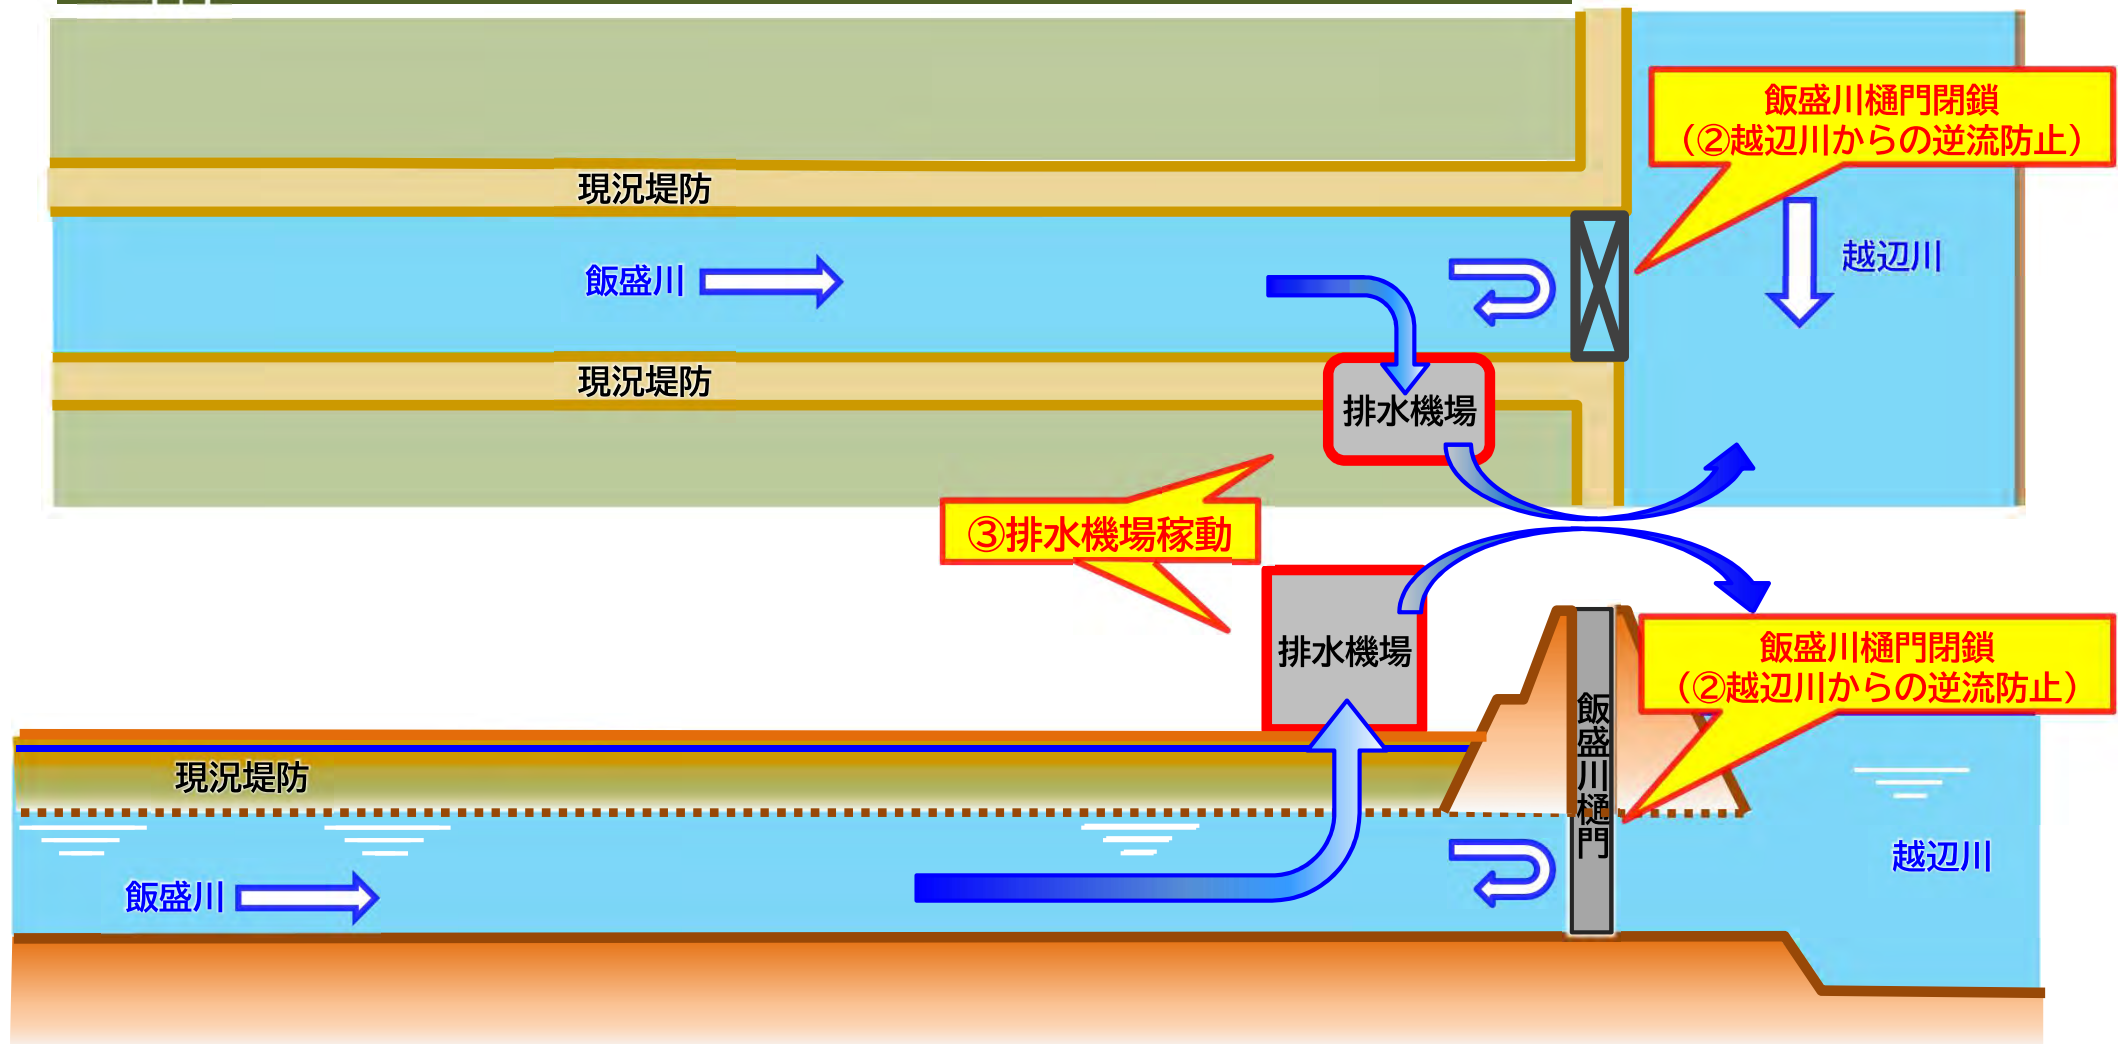 飯盛川樋門閉鎖
（②越辺川からの逆流防止）
現況堤防
飯盛川
越辺川
現況堤防
排水機場
③排水機場稼動
排水機場
飯盛川樋門閉鎖
（②越辺川からの逆流防止）
飯盛川樋門
現況堤防
越辺川
飯盛川